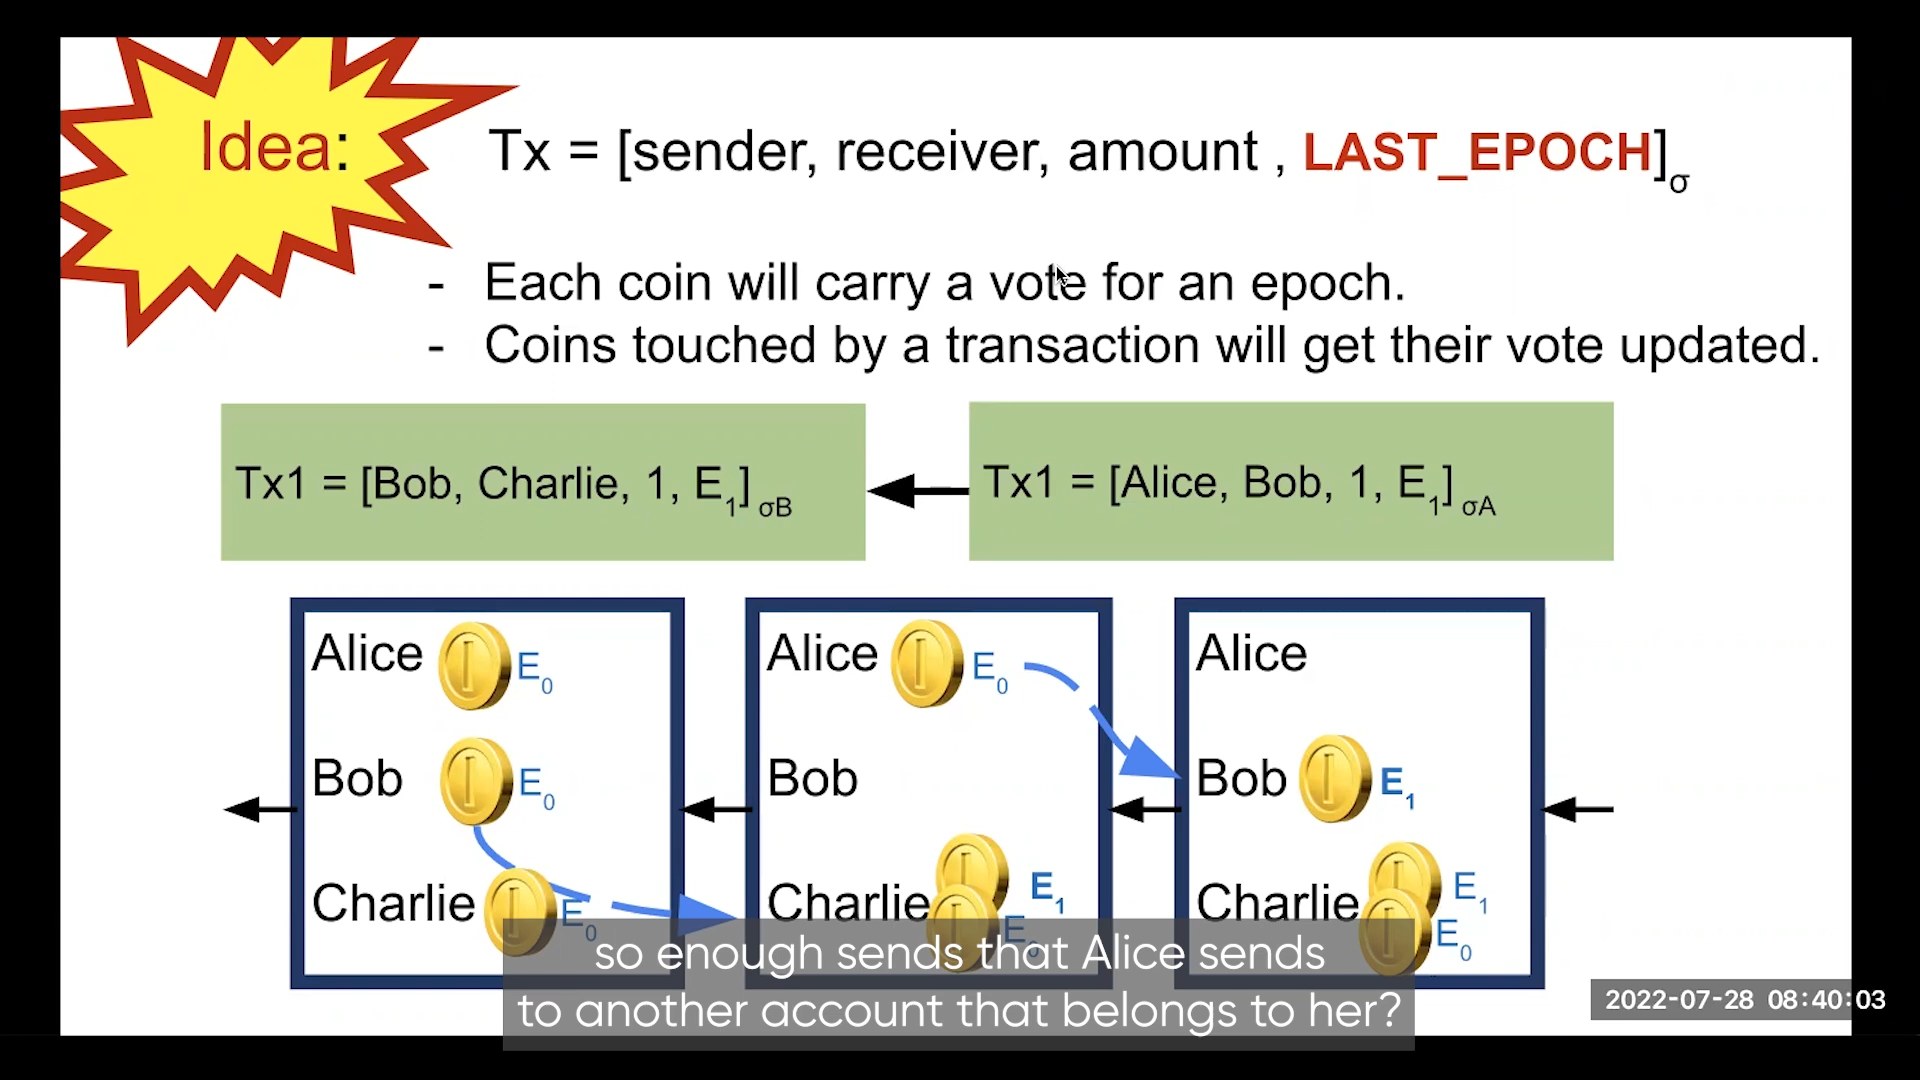 Idea:
Tx = [sender, receiver, amount , LAST_EPOCH]σ
- Each coin will carry a vote for an epoch.
- Coins touched by a transaction will get their vote updated.
Tx1 = [Bob, Charlie, 1, E1] σB
Tx1 = [Alice, Bob, 1, E1] σA
Alice E0
Bob E0
Charlie E0
Alice E0
Bob
Charlie E1
E0
Alice
Bob E1
Charlie E1
E0
so enough sends that Alice sends
to another account that belongs to her?
2022-07-28 08:40:03